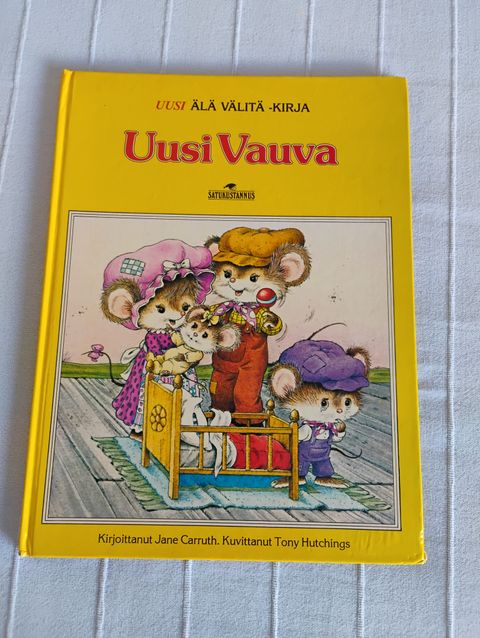 UUSI ÄLÄ VÄLITÄ -KIRJA
Uusi Vauva
SATUKUSTANNUS
Kirjoittanut Jane Carruth. Kuvittanut Tony Hutchings